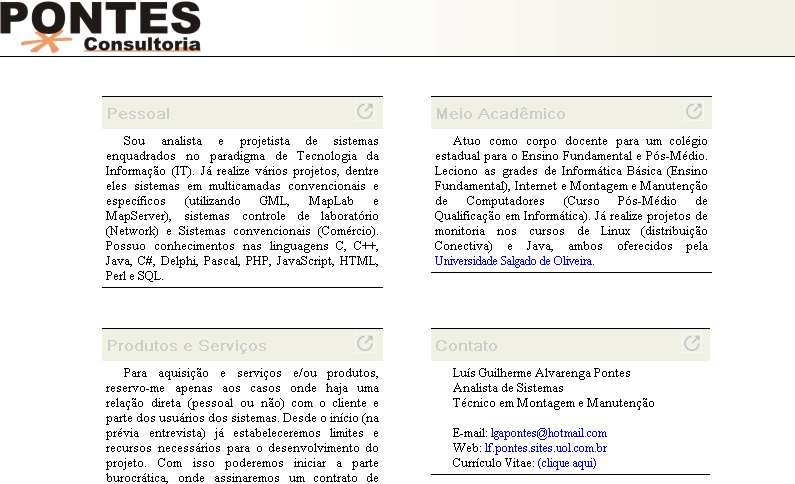 PONTES
Consultoria
Pessoal
Sou analista e projetista de sistemas
enquadrados no paradigma de Tecnologia da
Informação (IT). Já realize vários projetos, dentre
eles sistemas em multicamadas convencionais e
específicos (utilizando GML, MapLab e
MapServer), sistemas controle de laboratório
(Network) e Sistemas convencionais (Comércio).
Possuo conhecimentos nas linguagens C, C++,
Java, C#, Delphi, Pascal, PHP, JavaScript, HTML,
Perl e SQL.
Meio Acadêmico
Atuo como corpo docente para um colégio
estadual para o Ensino Fundamental e Pós-Médio.
Leciono as grades de Informática Básica (Ensino
Fundamental), Internet e Montagem e Manutenção
de Computadores (Curso Pós-Médio de
Qualificação em Informática). Já realize projetos de
monitoria nos cursos de Linux (distribuição
Conectiva) e Java, ambos oferecidos pela
Universidade Salgado de Oliveira.
Produtos e Serviços
Para aquisição e serviços e/ou produtos,
reservo-me apenas aos casos onde haja uma
relação direta (pessoal ou não) com o cliente e
parte dos usuários dos sistemas. Desde o início (na
prévia entrevista) já estabeleceremos limites e
recursos necessários para o desenvolvimento do
projeto. Com isso poderemos iniciar a parte
burocrática, onde assinaremos um contrato de
Contato
Luís Guilherme Alvarenga Pontes
Analista de Sistemas
Técnico em Montagem e Manutenção
E-mail: lgapontes@hotmail.com
Web: lf.pontes.sites.uol.com.br
Currículo Vitae: (clique aqui)